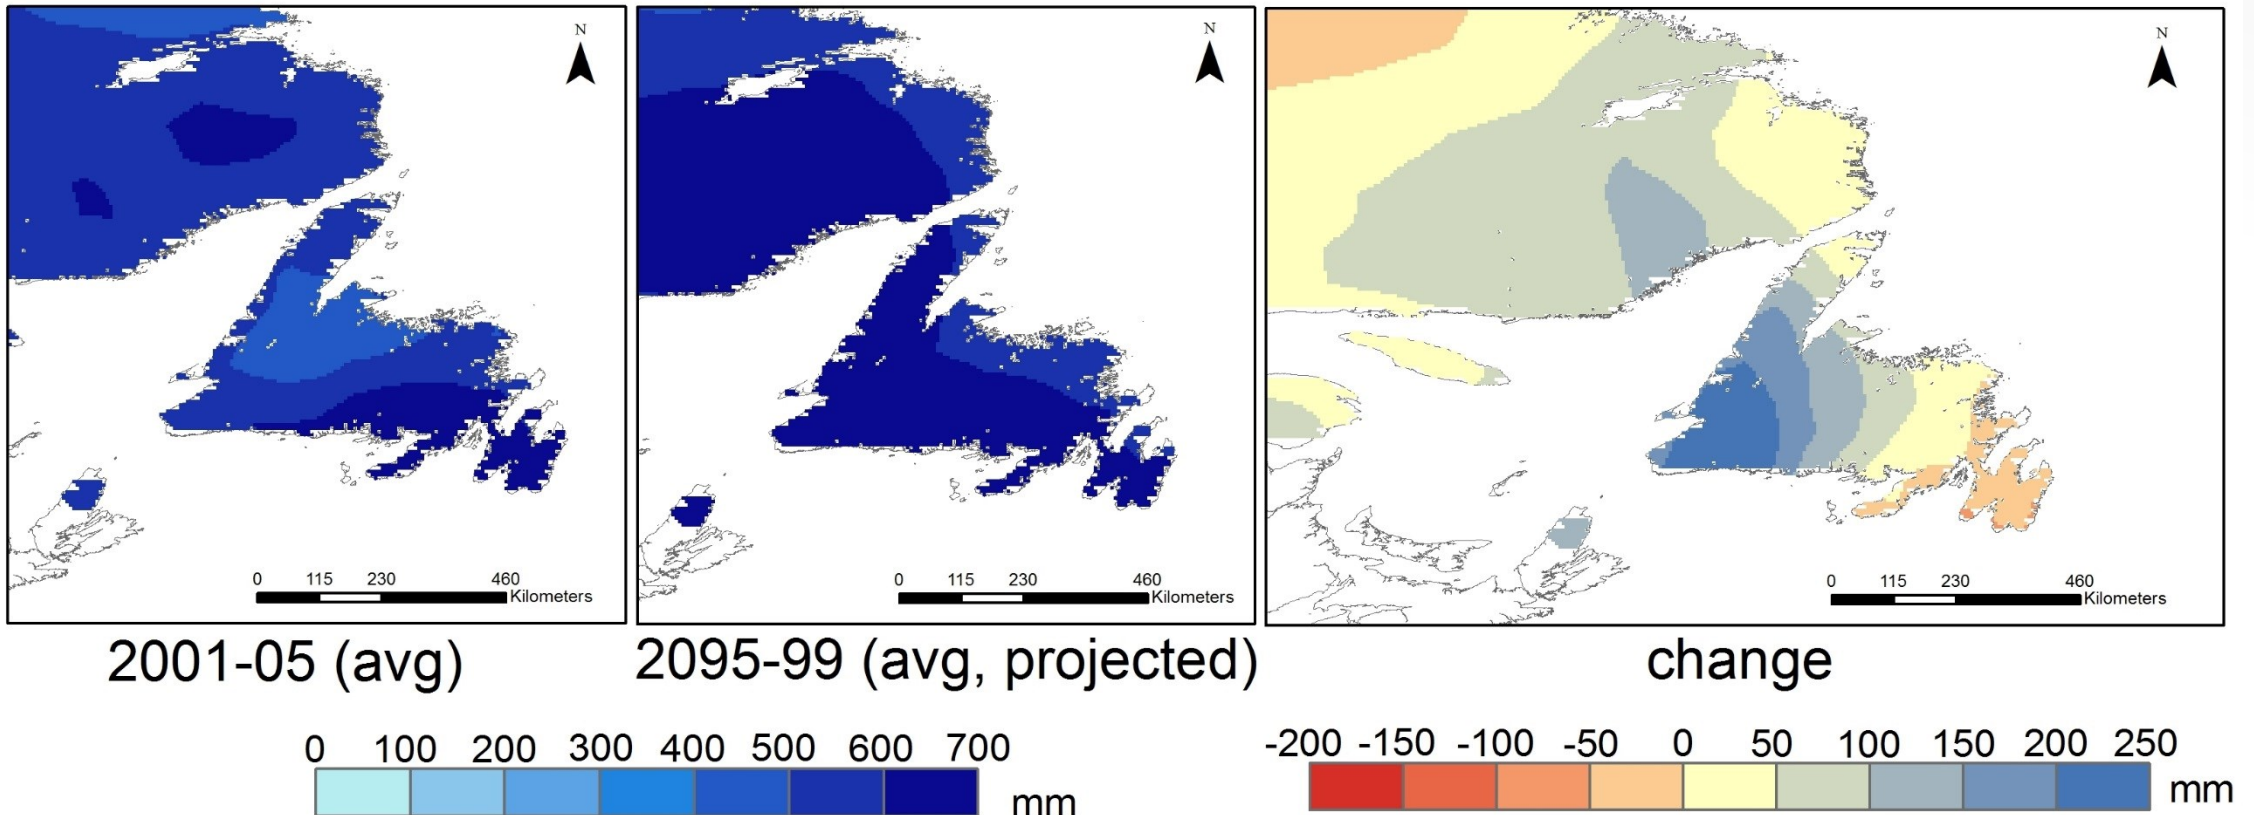 N
N
N
0 115 230 460
Kilometers
0 115 230 460
Kilometers
0 115 230 460
Kilometers
2001-05 (avg)
2095-99 (avg, projected)
change
0 100 200 300 400 500 600 700
mm
-200 -150 -100 -50 0 50 100 150 200 250
mm